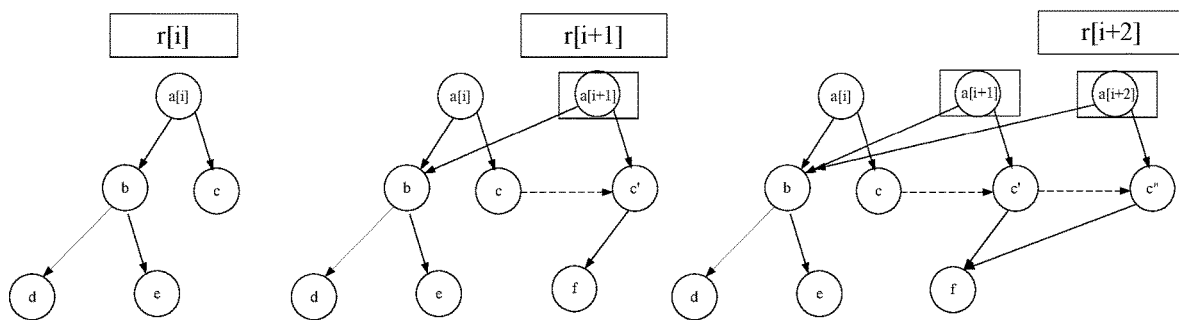 r[i] r[i+1] r[i+2]
a[i] a[i] a[i+1] a[i] a[i+1] a[i+2]
b c b c c' b c c' c"
d e d e f d e f